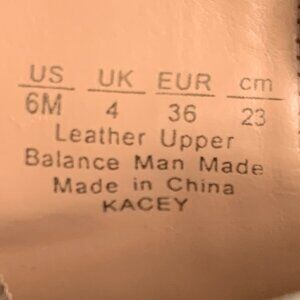 US UK EUR cm
6M 4 36 23
Leather Upper
Balance Man Made
Made in China
KACEY